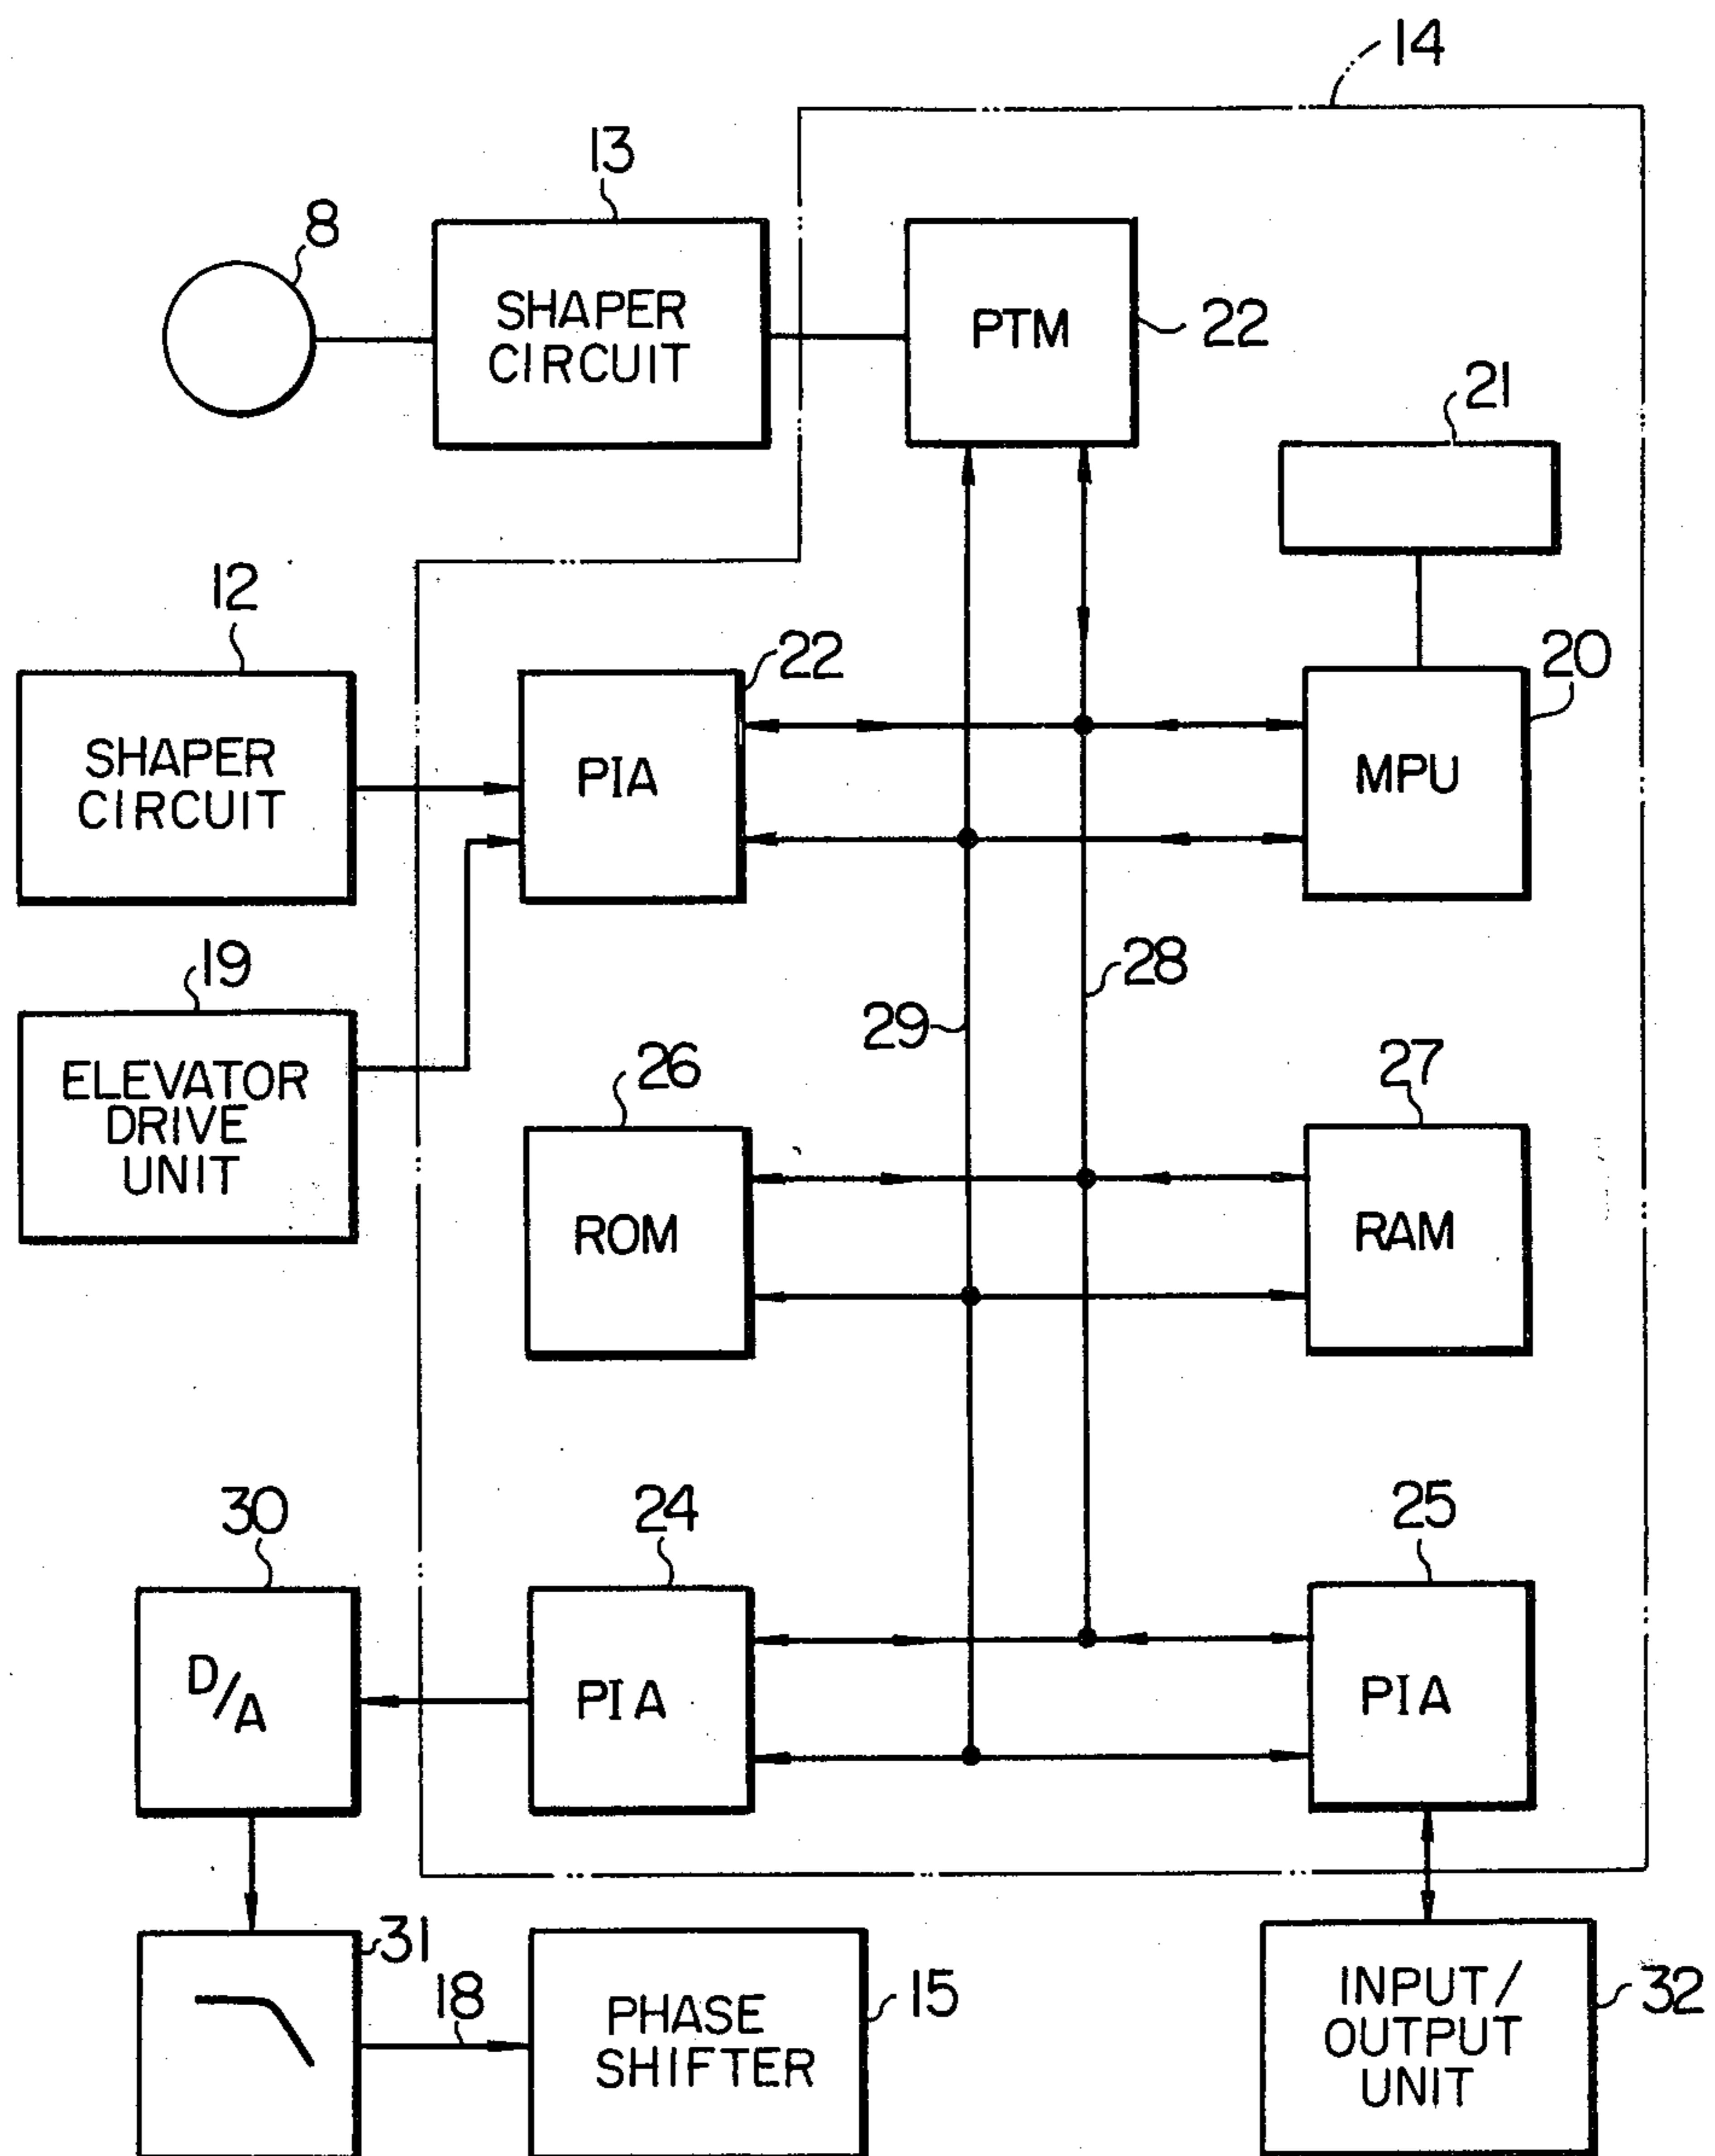 14
13
8
SHAPER
CIRCUIT
PTM
22
21
12
22
20
SHAPER
CIRCUIT
PIA
MPU
19
28
29
ELEVATOR
DRIVE
UNIT
26
27
ROM
RAM
30
24
25
D/A
PIA
PIA
31
18
PHASE
SHIFTER
15
INPUT/
OUTPUT
UNIT
32